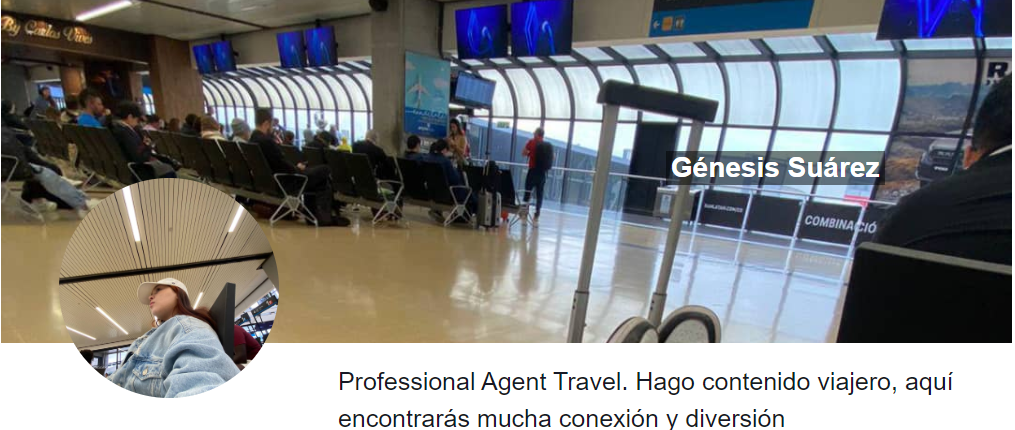 By Carlos Vives
Génesis Suárez
COMBINACIÓ
Professional Agent Travel. Hago contenido viajero, aquí
encontrarás mucha conexión y diversión